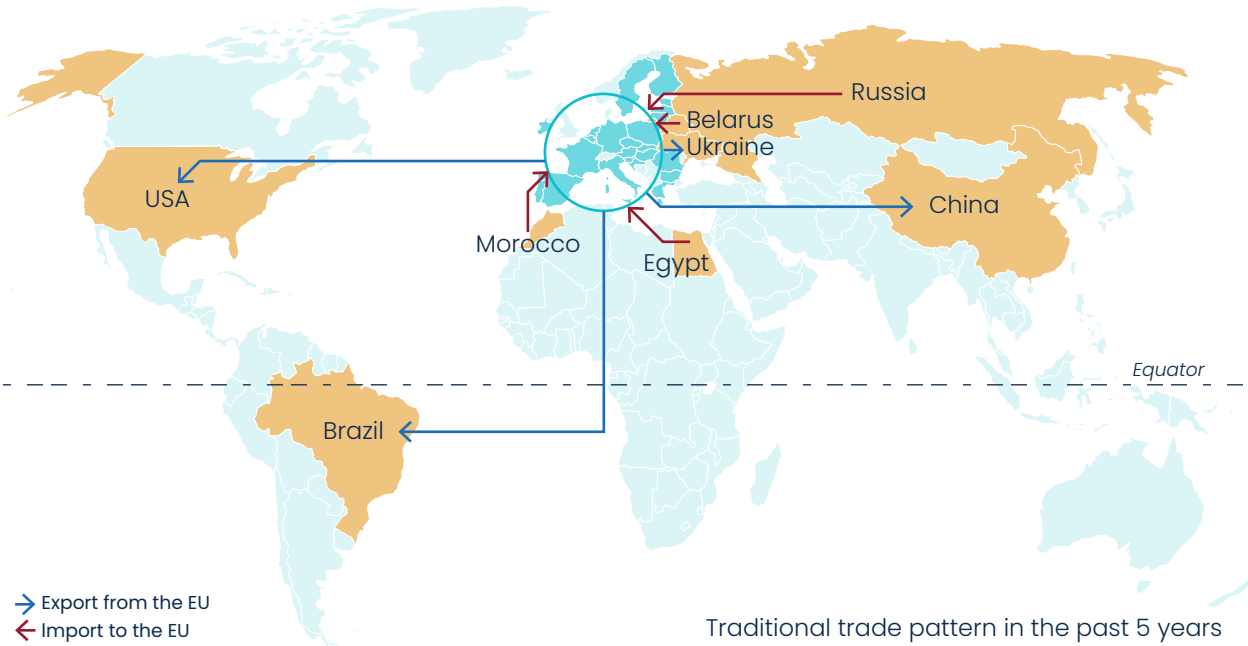 Russia
Belarus
Ukraine
USA
China
Morocco
Egypt
Equator
Brazil
Export from the EU
Import to the EU
Traditional trade pattern in the past 5 years